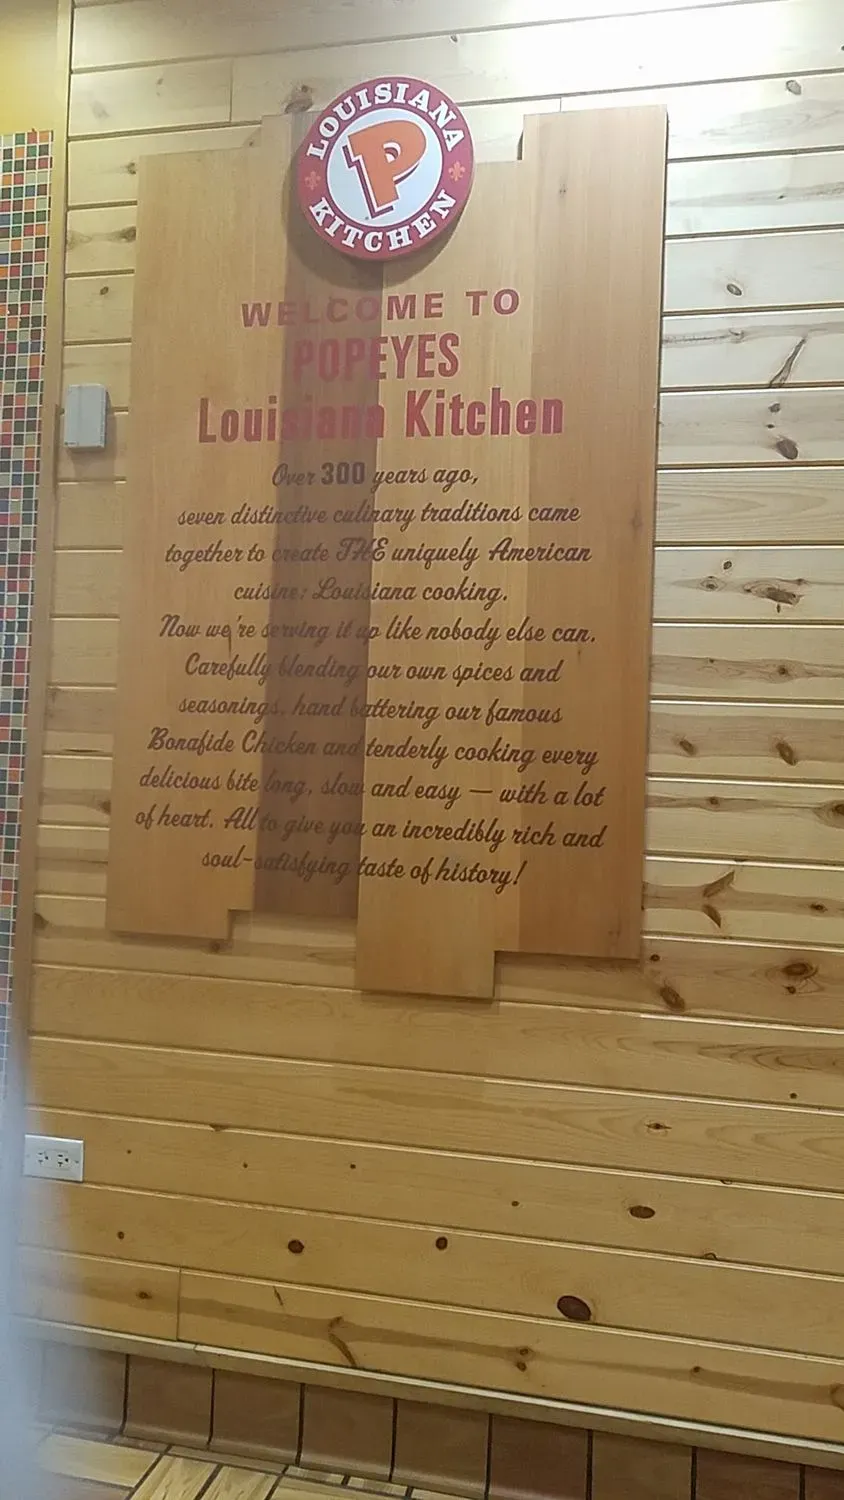 LOUISIANA
P
KITCHEN
WELCOME TO
POPEYES
Louisiana Kitchen
Over 300 years ago,
seven distinctive culinary traditions came
together to create THE uniquely American
cuisine: Louisiana cooking.
Now we're serving it up like nobody else can.
Carefully blending our own spices and
seasonings, hand battering our famous
Bonafide Chicken and tenderly cooking every
delicious bite long, slow and easy — with a lot
of heart. All to give you an incredibly rich and
soul-satisfying taste of history!